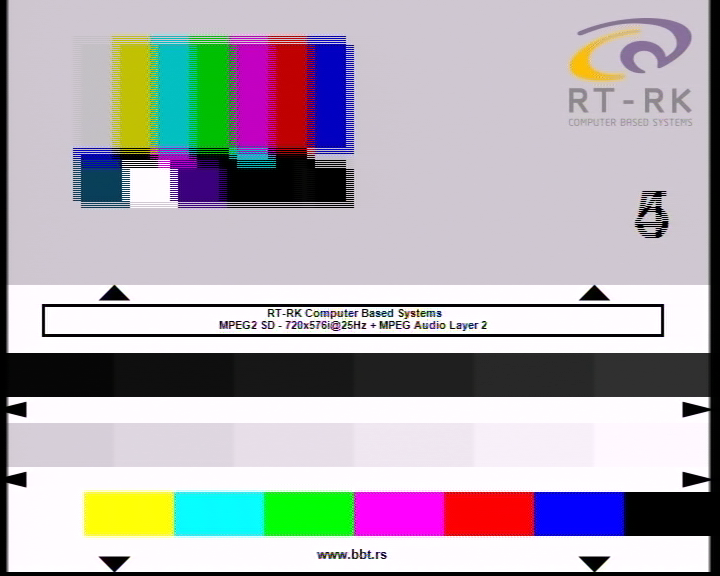 RT-RK
COMPUTER BASED SYSTEMS
RT-RK Computer Based Systems
MPEG2 SD - 720x576i@25Hz + MPEG Audio Layer 2
www.bbt.rs